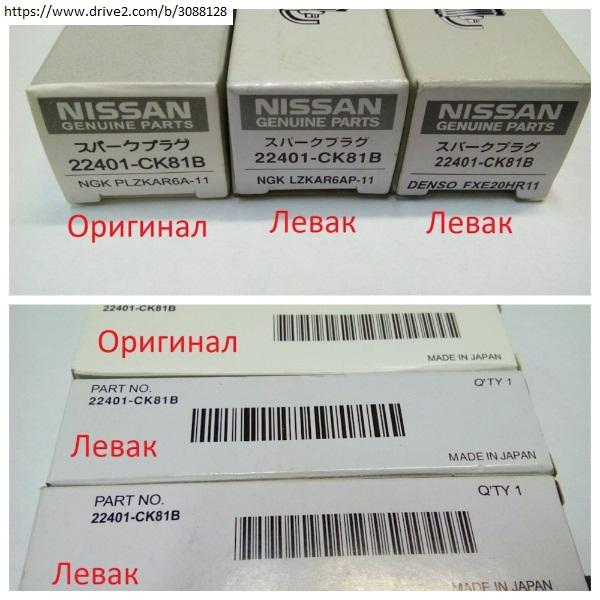 https://www.drive2.com/b/3088128
NISSAN
GENUINE PARTS
スパークプラグ
22401-CK81B
NGK PLZKAR6A-11
NISSAN
GENUINE PARTS
スパークプラグ
22401-CK81B
NGK LZKAR6AP-11
NISSAN
GENUINE PARTS
スパークプラグ
22401-CK81B
DENSO FXE20HR11
Оригинал
Левак
Левак
22401-CK81B
Оригинал
MADE IN JAPAN
PART NO.
22401-CK81B
Q'TY 1
Левак
MADE IN JAPAN
PART NO.
22401-CK81B
Q'TY 1
Левак
MADE IN JAPAN